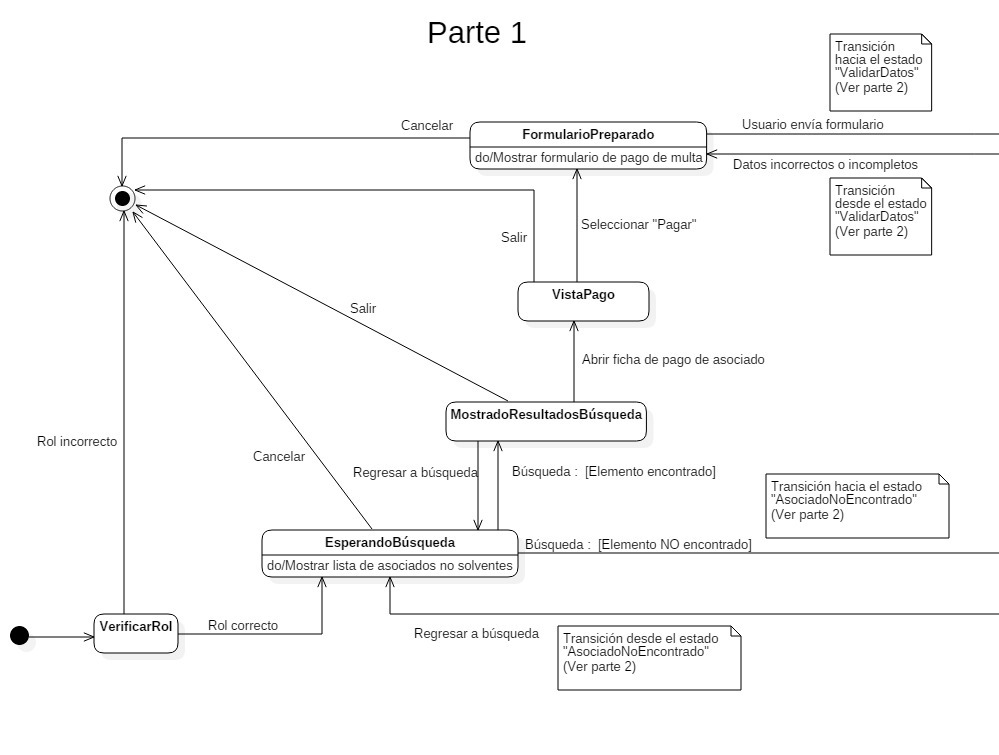 Parte 1
Transición
hacia el estado
"ValidarDatos"
(Ver parte 2)
Cancelar
FormularioPreparado
do/Mostrar formulario de pago de multa
Usuario envía formulario
Datos incorrectos o incompletos
Transición
desde el estado
"ValidarDatos"
(Ver parte 2)
Seleccionar "Pagar"
Salir
VistaPago
Salir
Abrir ficha de pago de asociado
MostradoResultadosBúsqueda
Rol incorrecto
Cancelar
Regresar a búsqueda
Búsqueda : [Elemento encontrado]
Transición hacia el estado
"AsociadoNoEncontrado"
(Ver parte 2)
EsperandoBúsqueda
do/Mostrar lista de asociados no solventes
Búsqueda : [Elemento NO encontrado]
VerificarRol
Rol correcto
Regresar a búsqueda
Transición desde el estado
"AsociadoNoEncontrado"
(Ver parte 2)